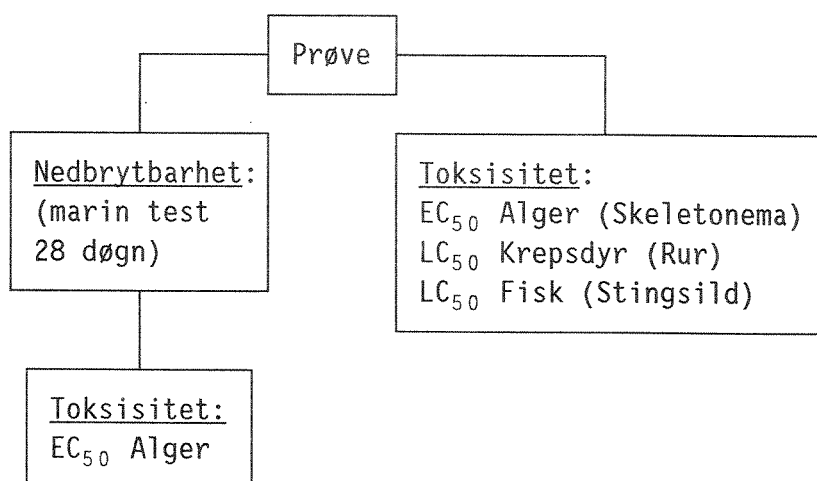 Prøve
Nedbrytbarhet:
(marin test
28 døgn)
Toksisitet:
EC₅₀ Alger
Toksisitet:
EC₅₀ Alger (Skeletonema)
LC₅₀ Krepsdyr (Rur)
LC₅₀ Fisk (Stingsild)